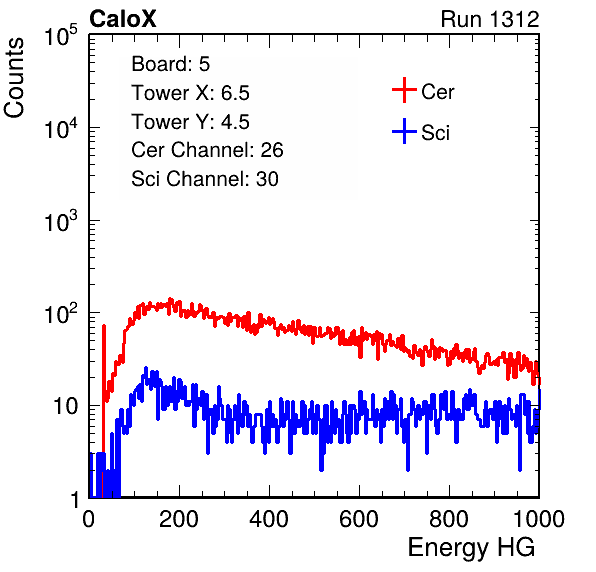 CaloX Run 1312
Counts
10^5
10^4
10^3
10^2
10
1
Board: 5
Tower X: 6.5
Tower Y: 4.5
Cer Channel: 26
Sci Channel: 30
Cer
Sci
0 200 400 600 800 1000
Energy HG